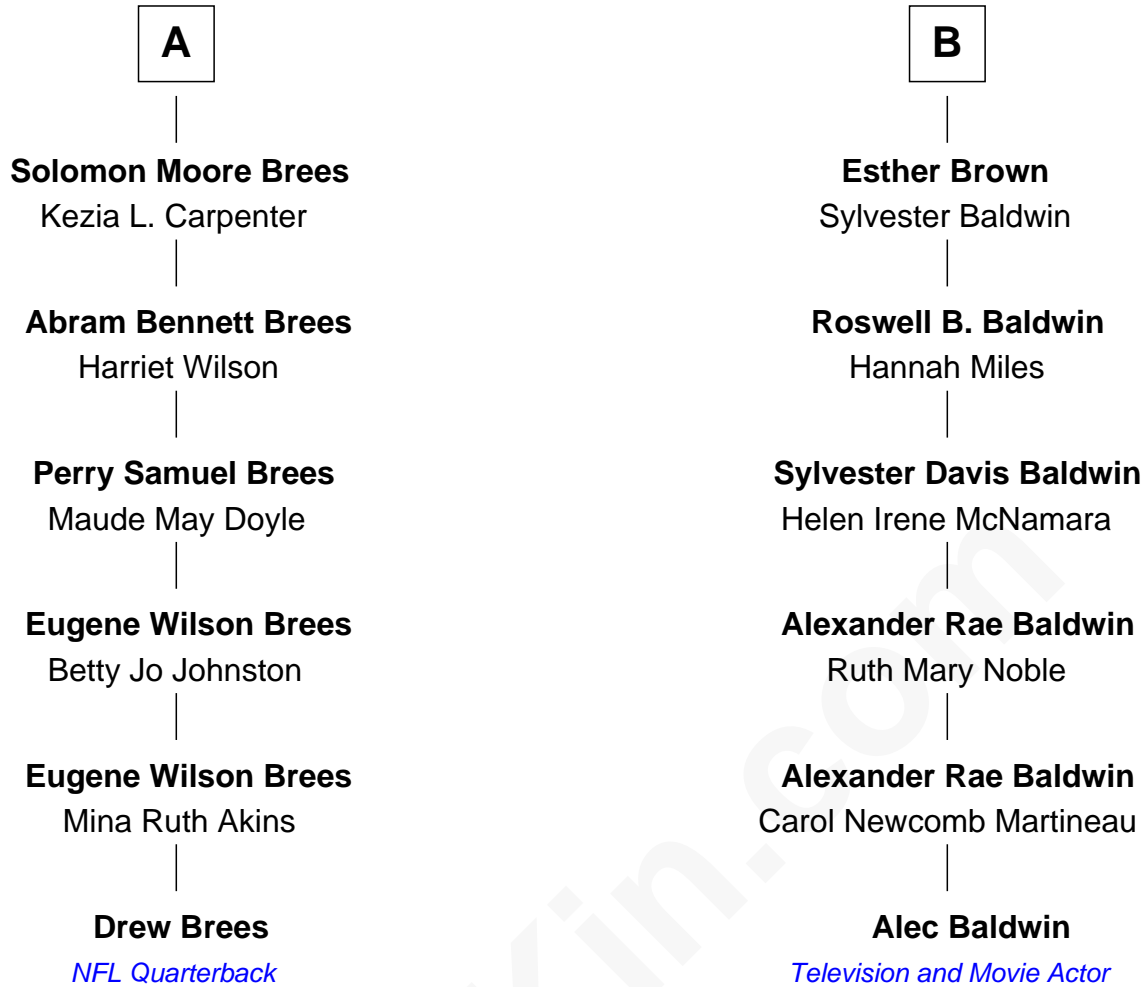 A
B
Solomon Moore Brees
Kezia L. Carpenter
Esther Brown
Sylvester Baldwin
Abram Bennett Brees
Harriet Wilson
Roswell B. Baldwin
Hannah Miles
Perry Samuel Brees
Maude May Doyle
Sylvester Davis Baldwin
Helen Irene McNamara
Eugene Wilson Brees
Betty Jo Johnston
Alexander Rae Baldwin
Ruth Mary Noble
Eugene Wilson Brees
Mina Ruth Akins
Alexander Rae Baldwin
Carol Newcomb Martineau
Drew Brees
NFL Quarterback
Alec Baldwin
Television and Movie Actor